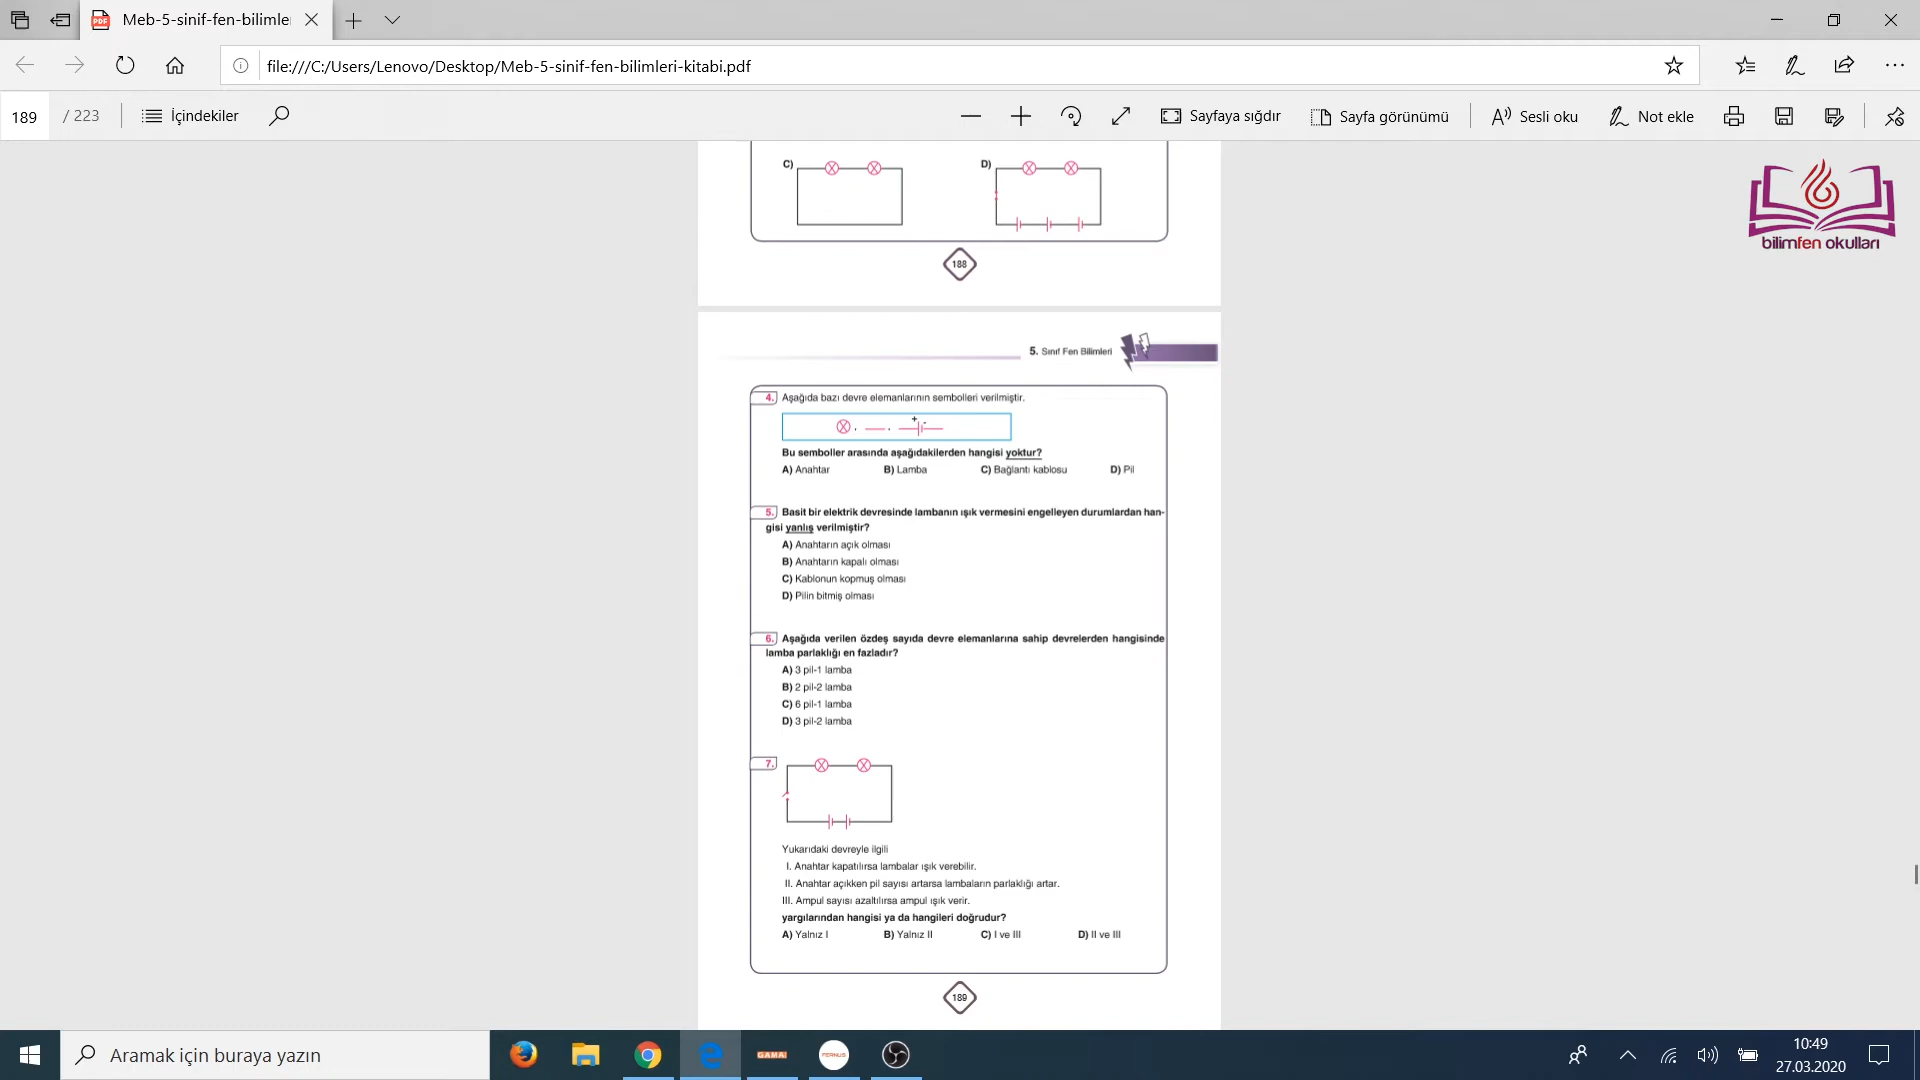 Meb-5-sinif-fen-bilimle
file:///C:/Users/Lenovo/Desktop/Meb-5-sinif-fen-bilimleri-kitabi.pdf
189 / 223 İçindekiler Sayfaya sığdır Sayfa görünümü Sesli oku Not ekle
C) D)
bilimfen okulları
188
5. Sınıf Fen Bilimleri
4. Aşağıda bazı devre elemanlarının sembolleri verilmiştir.
Bu semboller arasında aşağıdakilerden hangisi yoktur?
A) Anahtar B) Lamba C) Bağlantı kablosu D) Pil
5. Basit bir elektrik devresinde lambanın ışık vermesini engelleyen durumlardan han-
gisi yanlış verilmiştir?
A) Anahtarın açık olması
B) Anahtarın kapalı olması
C) Kablonun kopmuş olması
D) Pilin bitmiş olması
6. Aşağıda verilen özdeş sayıda devre elemanlarına sahip devrelerden hangisinde
lamba parlaklığı en fazladır?
A) 3 pil-1 lamba
B) 2 pil-2 lamba
C) 6 pil-1 lamba
D) 3 pil-2 lamba
7.
Yukarıdaki devreyle ilgili
I. Anahtar kapatılırsa lambalar ışık verebilir.
II. Anahtar açıkken pil sayısı artarsa lambaların parlaklığı artar.
III. Ampul sayısı azaltılırsa ampul ışık verir.
yargılarından hangisi ya da hangileri doğrudur?
A) Yalnız I B) Yalnız II C) I ve III D) II ve III
189
Aramak için buraya yazın
GAMA
FERNUS
10:49
27.03.2020